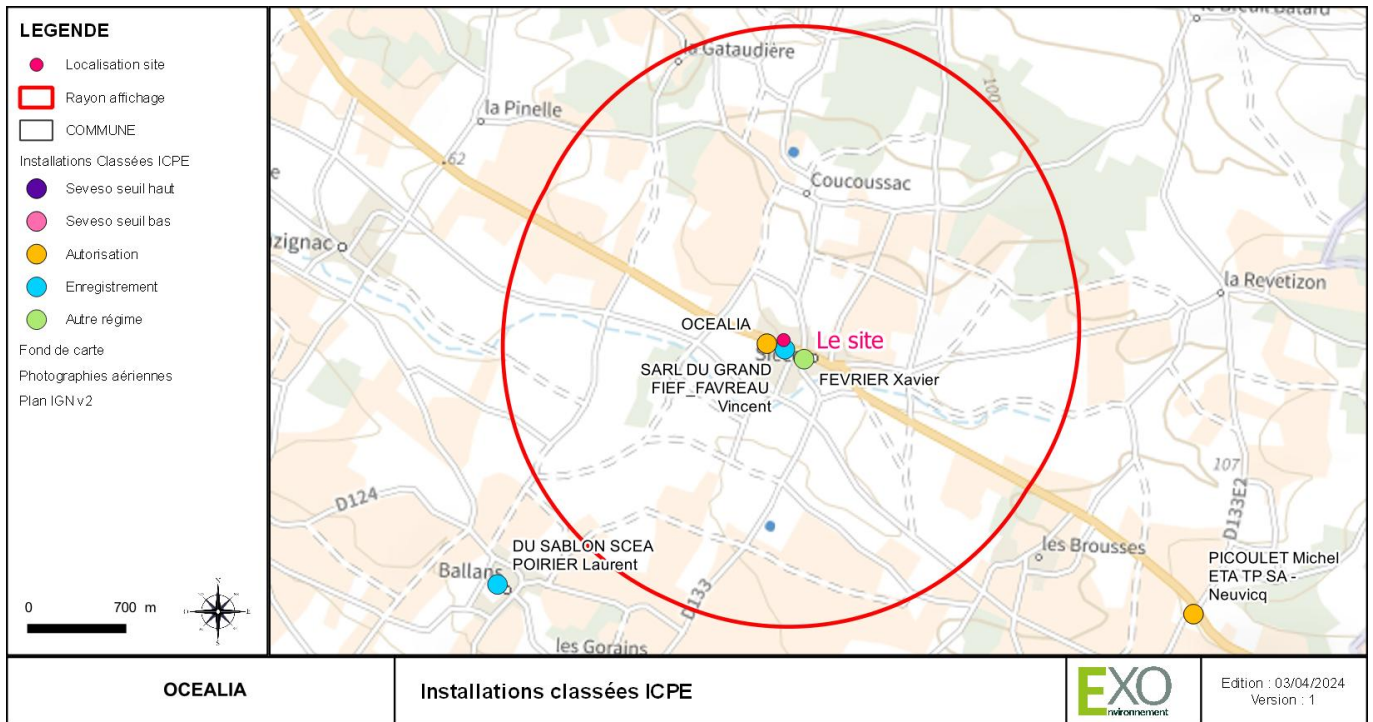 LEGENDE
Localisation site
Rayon affichage
COMMUNE
Installations Classées ICPE
Seveso seuil haut
Seveso seuil bas
Autorisation
Enregistrement
Autre régime
Fond de carte
Photographies aériennes
Plan IGN v2
0 700 m
la Gataudière
la Pinelle
62
100
Coucoussac
zignac
la Revetizon
OCEALIA
Le site
SARL DU GRAND
FIEF_FAVREAU
Vincent
FEVRIER Xavier
107
D124
D133E2
DU SABLON SCEA
POIRIER Laurent
Ballans
les Brousses
PICOULET Michel
ETA TP SA -
Neuvicq
D133
les Gorains
OCEALIA
Installations classées ICPE
EXO
nvironnement
Edition : 03/04/2024
Version : 1